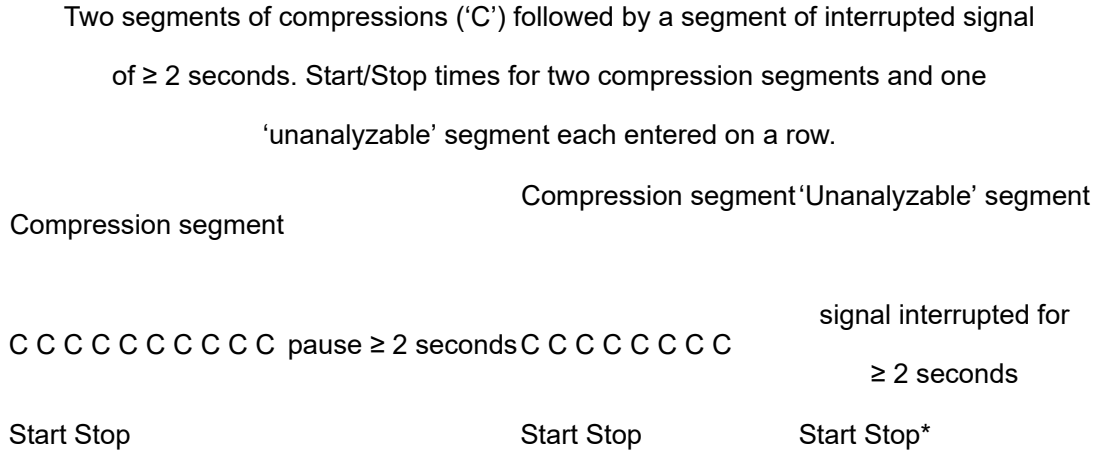 Two segments of compressions (‘C’) followed by a segment of interrupted signal
of ≥ 2 seconds. Start/Stop times for two compression segments and one
‘unanalyzable’ segment each entered on a row.
Compression segment ‘Unanalyzable’ segment
Compression segment
signal interrupted for
C C C C C C C C C C pause ≥ 2 seconds C C C C C C C C
≥ 2 seconds
Start Stop Start Stop Start Stop*